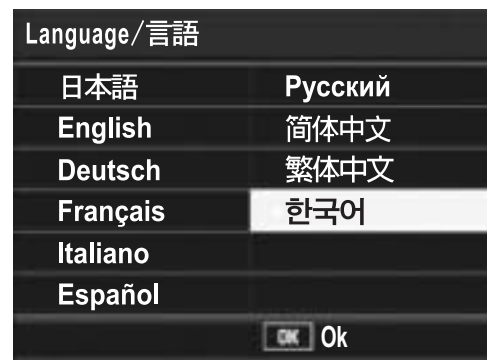 Language/言語
日本語
English
Deutsch
Français
Italiano
Español
Русский
简体中文
繁体中文
한국어
OK Ok